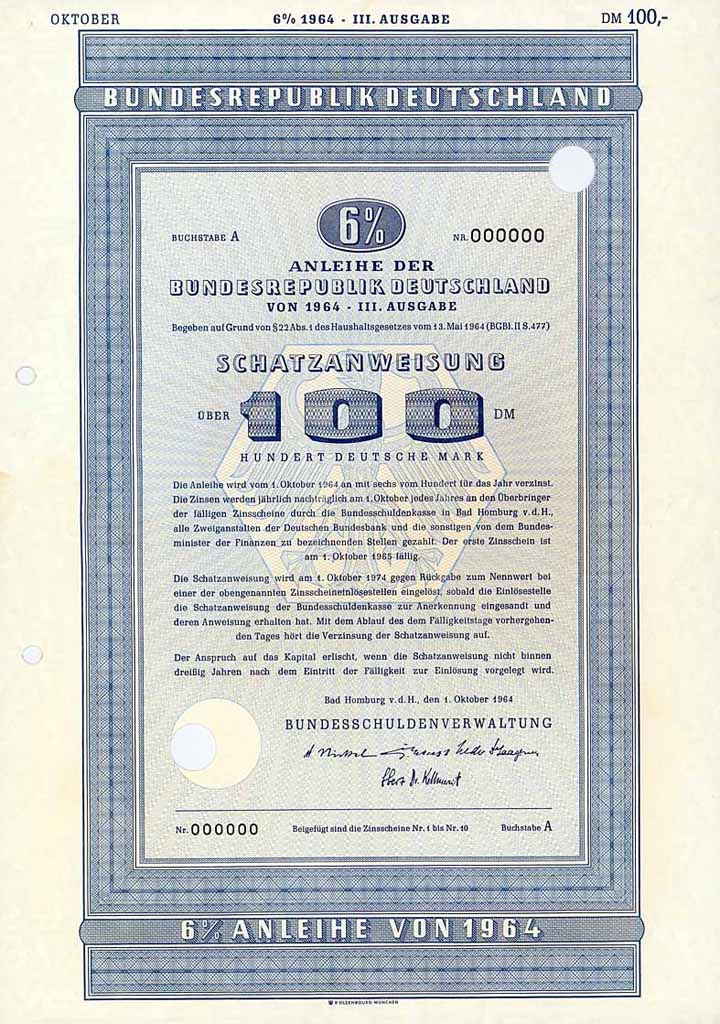 OKTOBER 6% 1964 - III. AUSGABE DM 100,-
BUNDESREPUBLIK DEUTSCHLAND
6%
BUCHSTABE A NR. 000000
ANLEIHE DER
BUNDESREPUBLIK DEUTSCHLAND
VON 1964 - III. AUSGABE
Begeben auf Grund von § 22 Abs. 1 des Haushaltsgesetzes vom 13. Mai 1964 (BGBl. II S. 477)
SCHATZANWEISUNG
ÜBER 100 DM
HUNDERT DEUTSCHE MARK
Die Anleihe wird vom 1. Oktober 1964 an mit sechs vom Hundert für das Jahr verzinst.
Die Zinsen werden jährlich nachträglich am 1. Oktober jedes Jahres an den Überbringer
der fälligen Zinsscheine durch die Bundesschuldenkasse in Bad Homburg v. d. H.,
alle Zweiganstalten der Deutschen Bundesbank und die sonstigen von dem Bundes-
minister der Finanzen zu bezeichnenden Stellen gezahlt. Der erste Zinsschein ist
am 1. Oktober 1965 fällig.
Die Schatzanweisung wird am 1. Oktober 1974 gegen Rückgabe zum Nennwert bei
einer der obengenannten Zinsscheineinlösestellen eingelöst, sobald die Einlösestelle
die Schatzanweisung der Bundesschuldenkasse zur Anerkennung eingesandt und
deren Anweisung erhalten hat. Mit dem Ablauf des dem Fälligkeitstage vorhergehen-
den Tages hört die Verzinsung der Schatzanweisung auf.
Der Anspruch auf das Kapital erlischt, wenn die Schatzanweisung nicht binnen
dreißig Jahren nach dem Eintritt der Fälligkeit zur Einlösung vorgelegt wird.
Bad Homburg v. d. H., den 1. Oktober 1964
BUNDESSCHULDENVERWALTUNG
Nr. 000000 Beigefügt sind die Zinsscheine Nr. 1 bis Nr. 10 Buchstabe A
6% ANLEIHE VON 1964
R·OLDENBOURG·MÜNCHEN